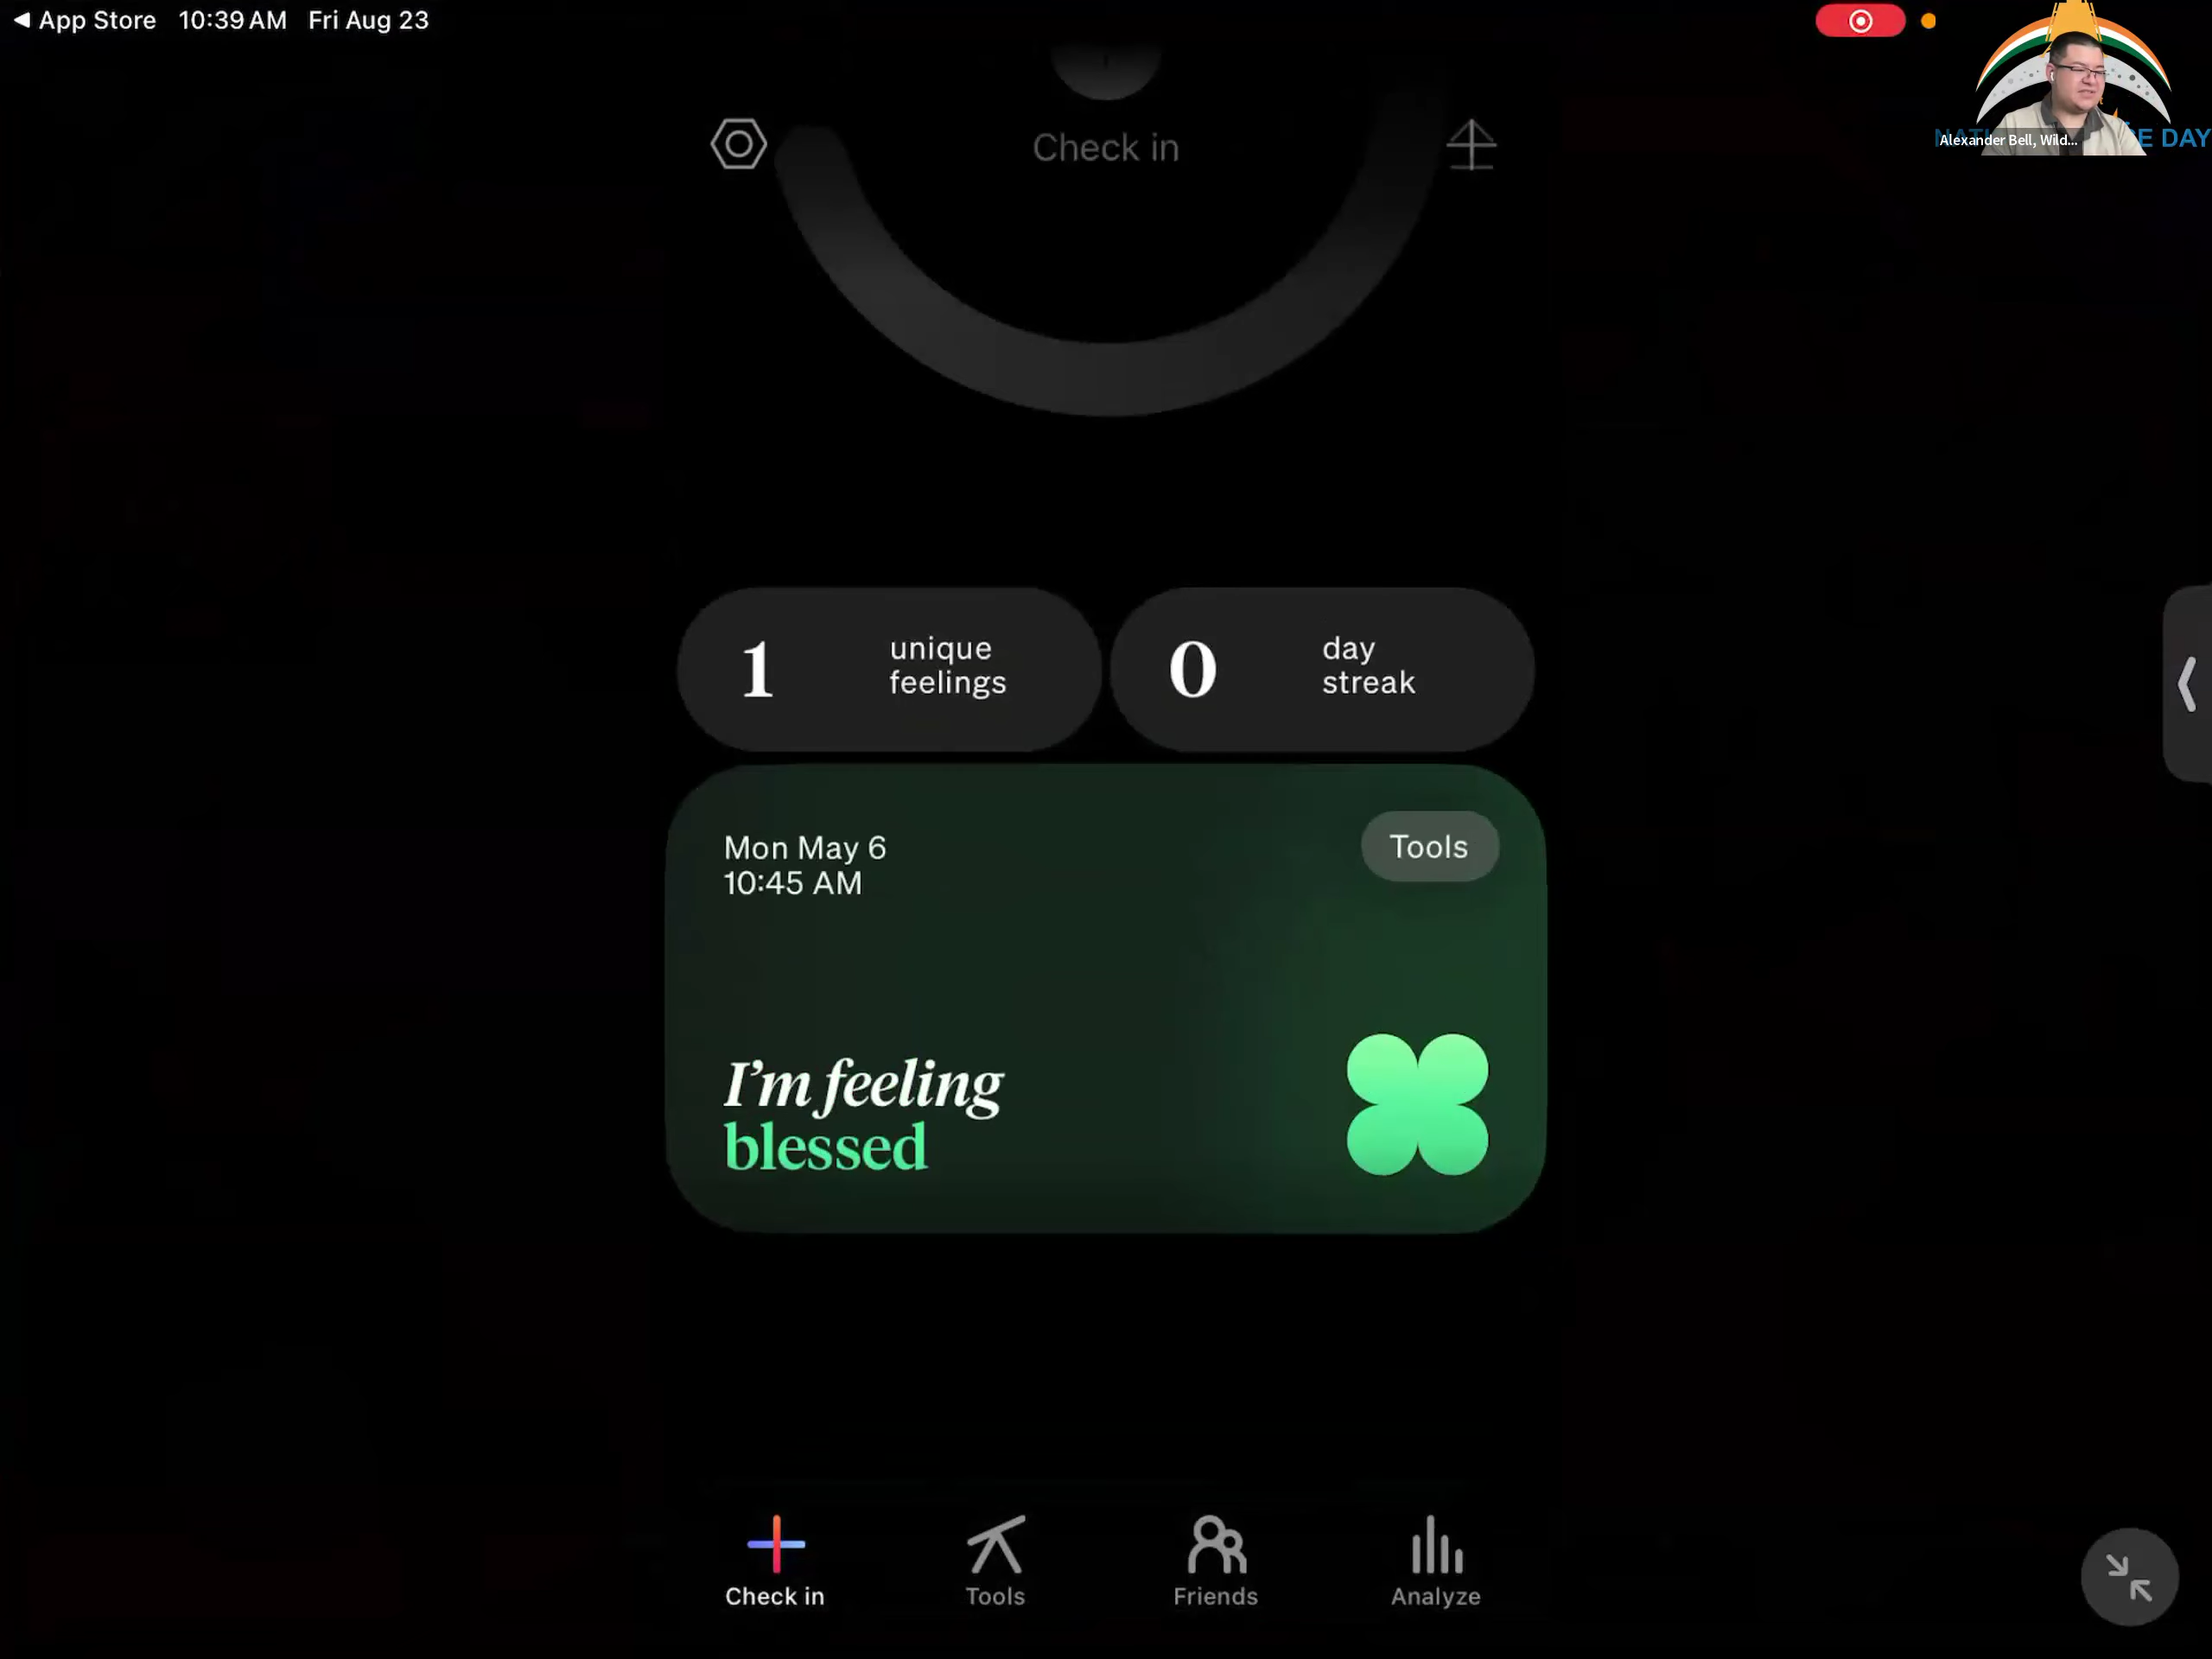 App Store 10:39 AM Fri Aug 23
E DAY
Alexander Bell, Wild...
Check in
1 unique feelings
0 day streak
Mon May 6
10:45 AM
Tools
I'm feeling
blessed
Check in Tools Friends Analyze